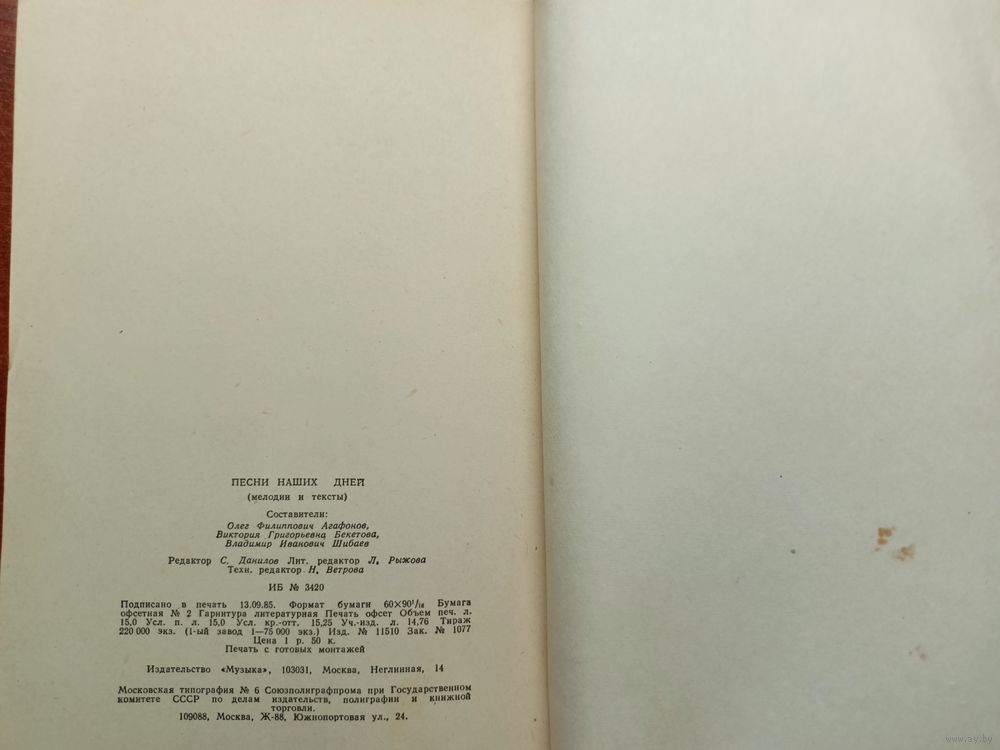 ПЕСНИ НАШИХ ДНЕЙ
(мелодии и тексты)
Составители:
Олег Филиппович Агафонов,
Виктория Григорьевна Бекетова,
Владимир Иванович Шибаев
Редактор С. Данилов Лит. редактор Л. Рыжова
Техн. редактор Н. Ветрова
ИБ № 3420
Подписано в печать 13.09.85. Формат бумаги 60×90¹/₁₆ Бумага
офсетная № 2 Гарнитура литературная Печать офсет Объем печ. л.
15,0 Усл. п. л. 15,0 Усл. кр.-отт. 15,25 Уч.-изд. л. 14,76 Тираж
220 000 экз. (1-ый завод 1—75 000 экз.) Изд. № 11510 Зак. № 1077
Цена 1 р. 50 к.
Печать с готовых монтажей
Издательство «Музыка», 103031, Москва, Неглинная, 14
Московская типография № 6 Союзполиграфпрома при Государственном
комитете СССР по делам издательств, полиграфии и книжной
торговли.
109088, Москва, Ж-88, Южнопортовая ул., 24.
www.ay.by